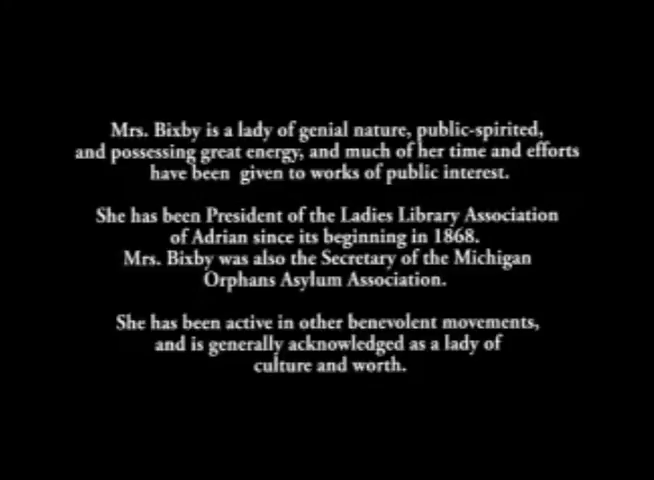 Mrs. Bixby is a lady of genial nature, public-spirited,
and possessing great energy, and much of her time and efforts
have been given to works of public interest.
She has been President of the Ladies Library Association
of Adrian since its beginning in 1868.
Mrs. Bixby was also the Secretary of the Michigan
Orphans Asylum Association.
She has been active in other benevolent movements,
and is generally acknowledged as a lady of
culture and worth.